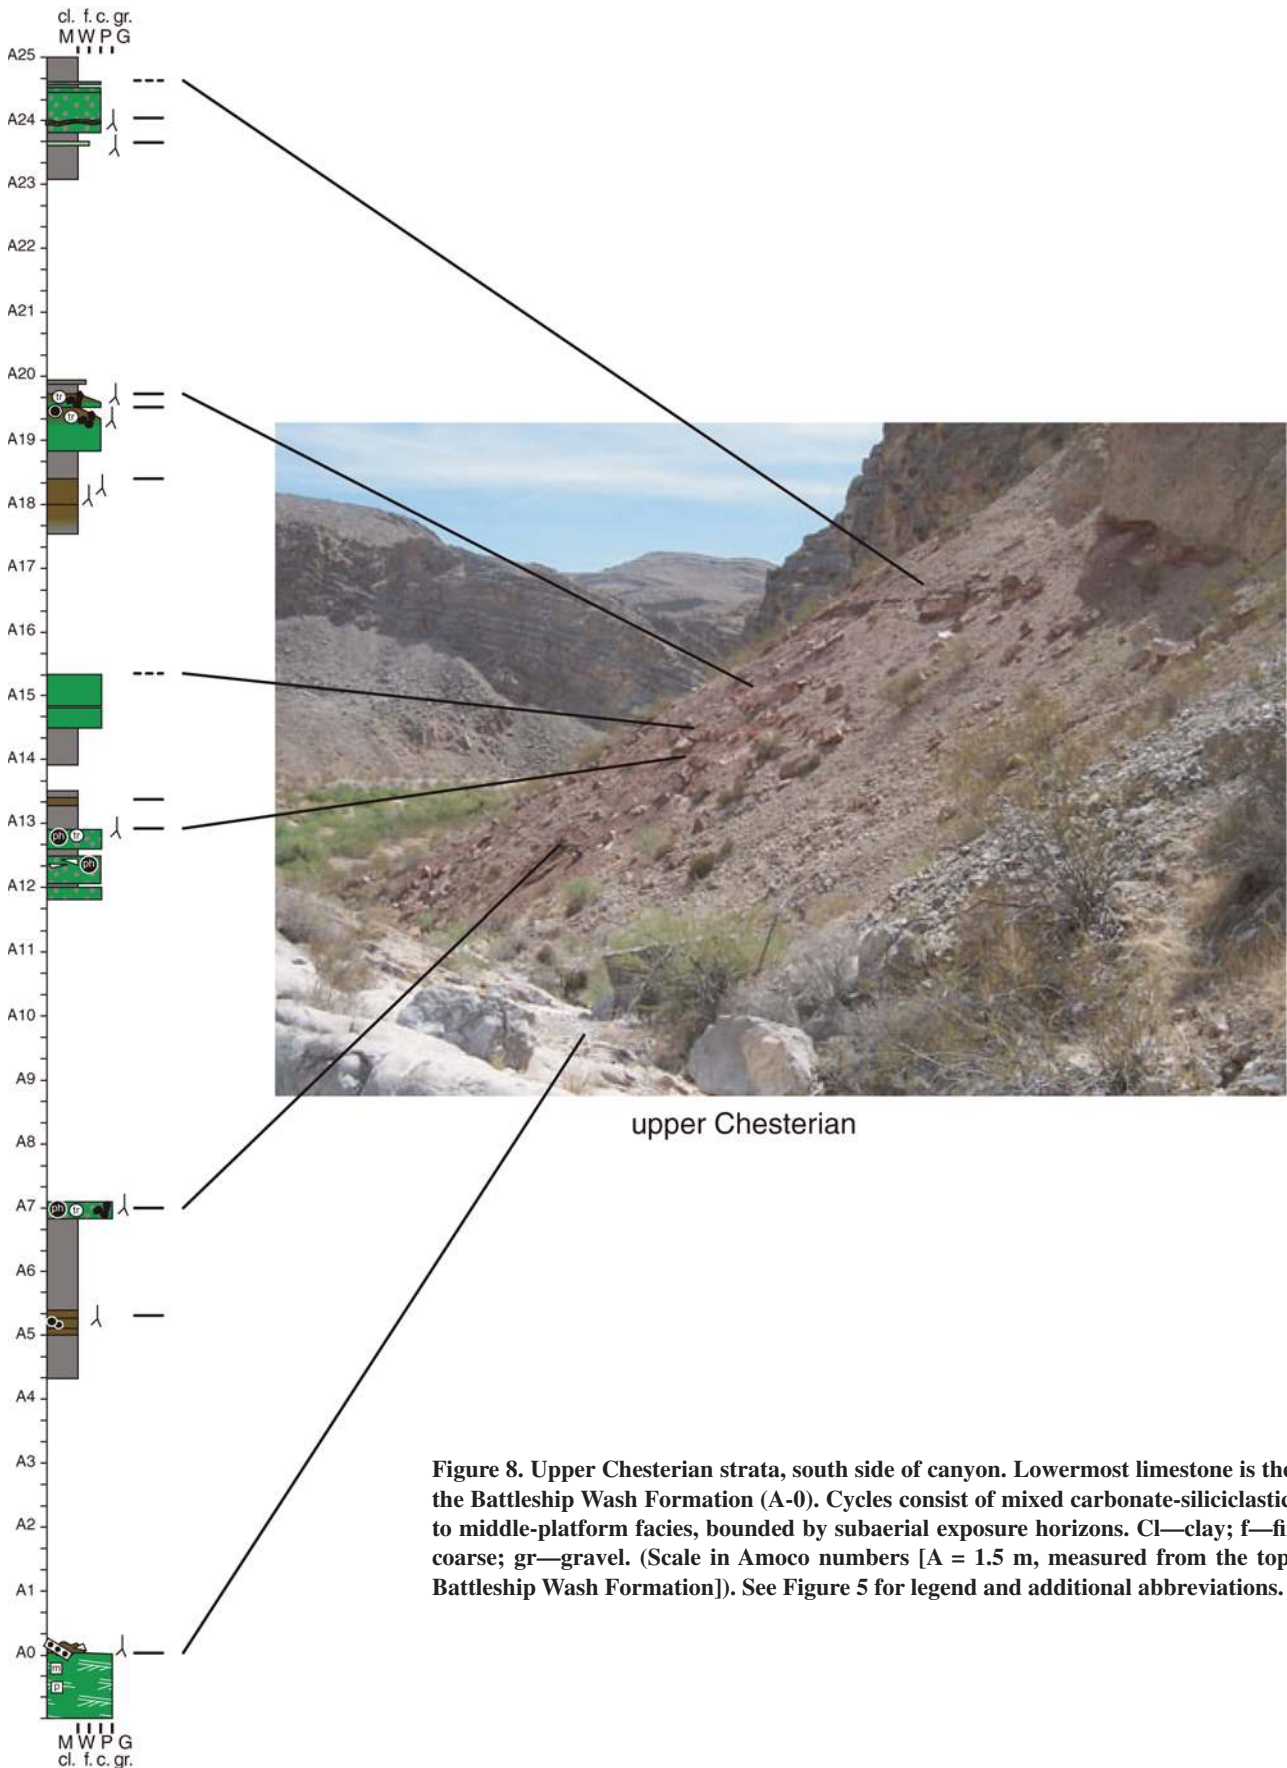 cl. f. c. gr.
M W P G
A25
A24
A23
A22
A21
A20
tr
tr
A19
A18
A17
A16
A15
A14
A13
ph tr
ph
A12
A11
A10
A9
A8
upper Chesterian
A7
ph tr
A6
A5
A4
A3
A2
A1
A0
m
p
M W P G
cl. f. c. gr.
Figure 8. Upper Chesterian strata, south side of canyon. Lowermost limestone is the
the Battleship Wash Formation (A-0). Cycles consist of mixed carbonate-siliciclastic
to middle-platform facies, bounded by subaerial exposure horizons. Cl—clay; f—fi
coarse; gr—gravel. (Scale in Amoco numbers [A = 1.5 m, measured from the top
Battleship Wash Formation]). See Figure 5 for legend and additional abbreviations.